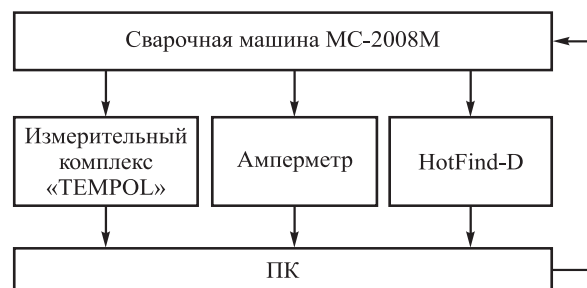 Сварочная машина МС-2008М
Измерительный
комплекс
«TEMPOL»
Амперметр
HotFind-D
ПК